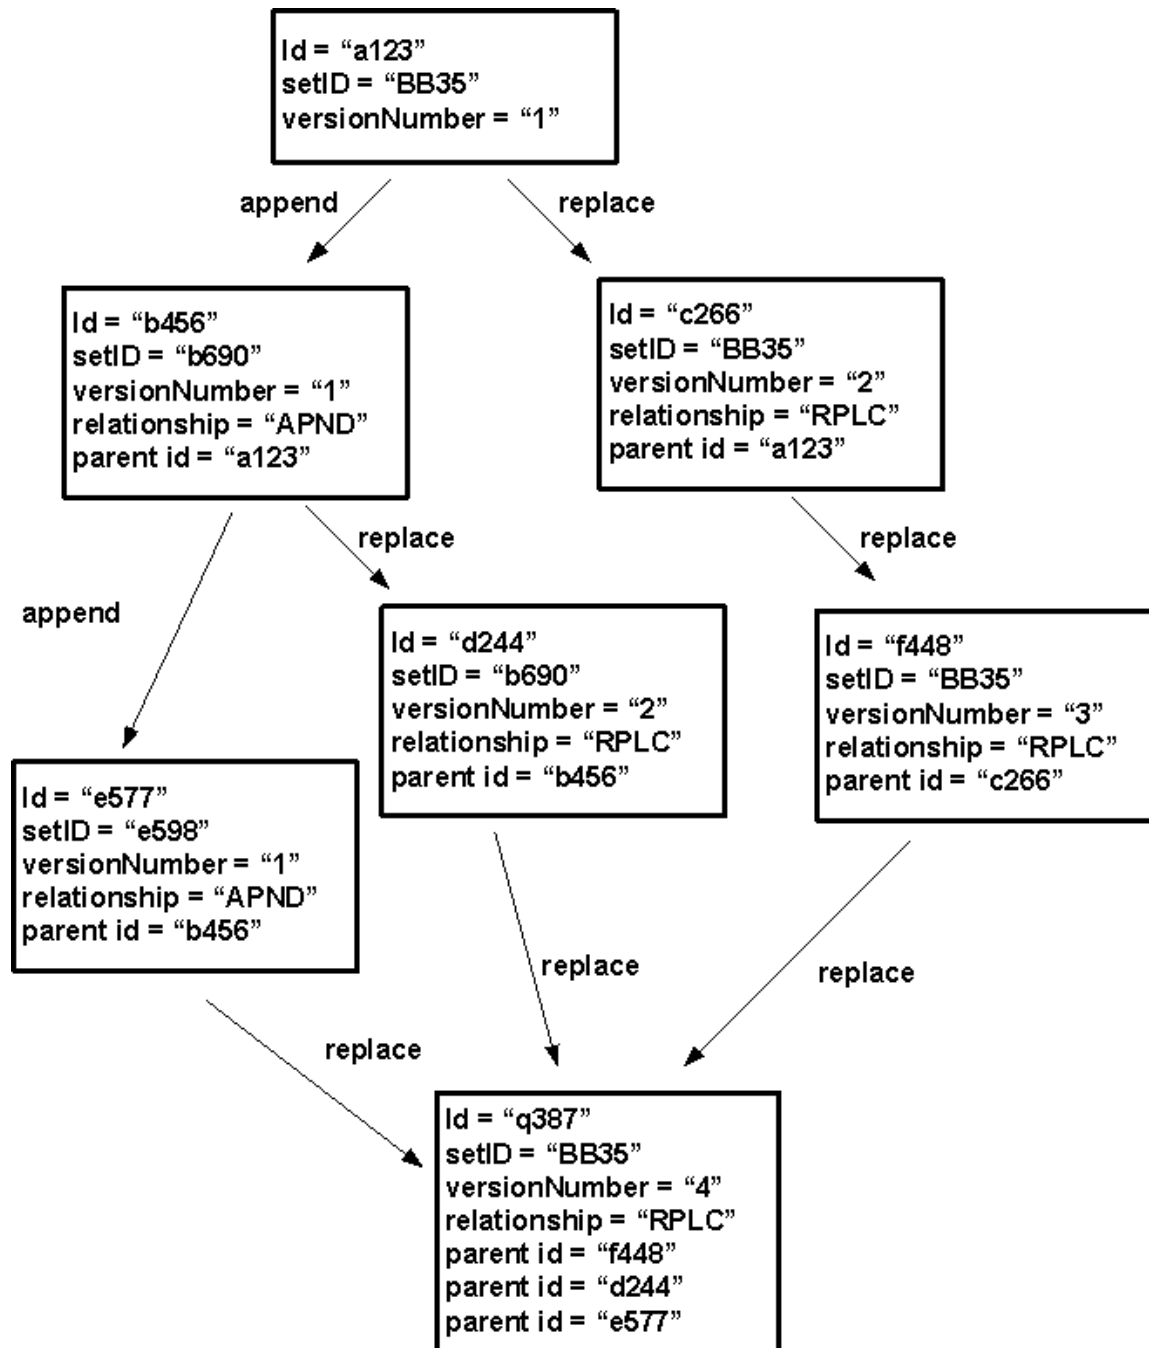 Id = “a123”
setID = “BB35”
versionNumber = “1”
append
replace
Id = “b456”
setID = “b690”
versionNumber = “1”
relationship = “APND”
parent id = “a123”
Id = “c266”
setID = “BB35”
versionNumber = “2”
relationship = “RPLC”
parent id = “a123”
append
replace
replace
Id = “e577”
setID = “e598”
versionNumber = “1”
relationship = “APND”
parent id = “b456”
Id = “d244”
setID = “b690”
versionNumber = “2”
relationship = “RPLC”
parent id = “b456”
Id = “f448”
setID = “BB35”
versionNumber = “3”
relationship = “RPLC”
parent id = “c266”
replace
replace
replace
Id = “q387”
setID = “BB35”
versionNumber = “4”
relationship = “RPLC”
parent id = “f448”
parent id = “d244”
parent id = “e577”